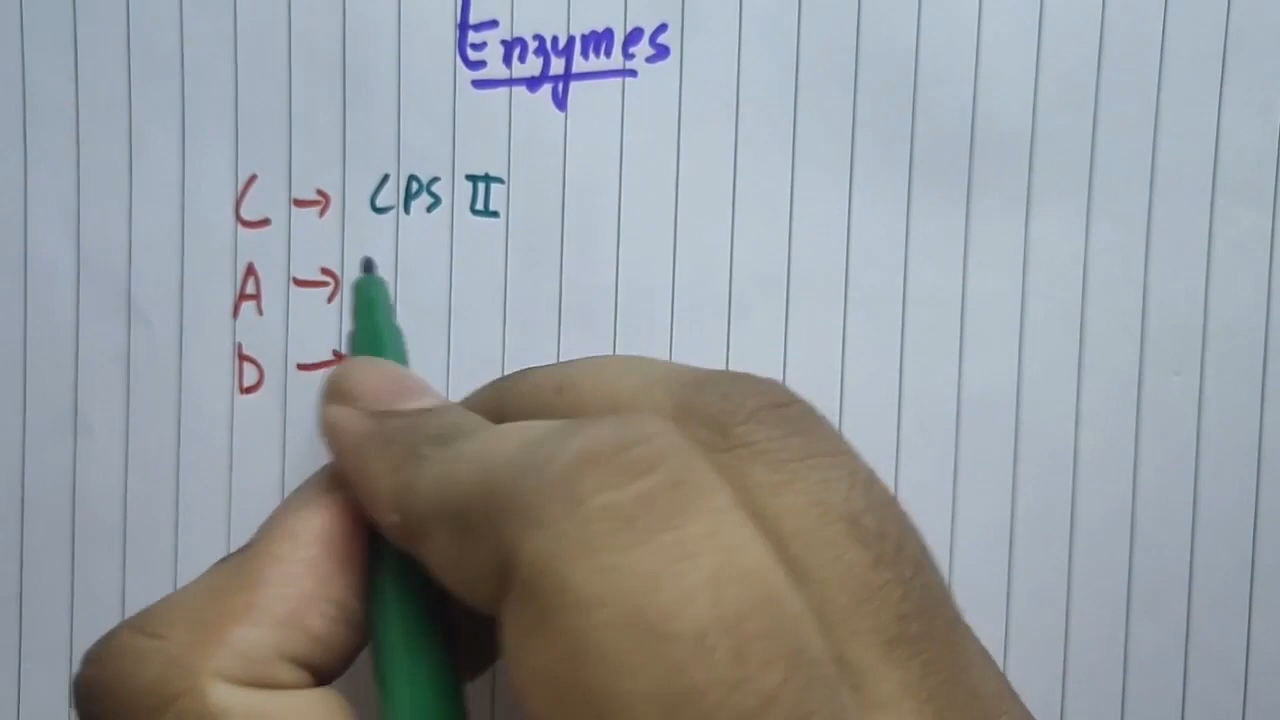 Enzymes
C → CPS II
A →
D →